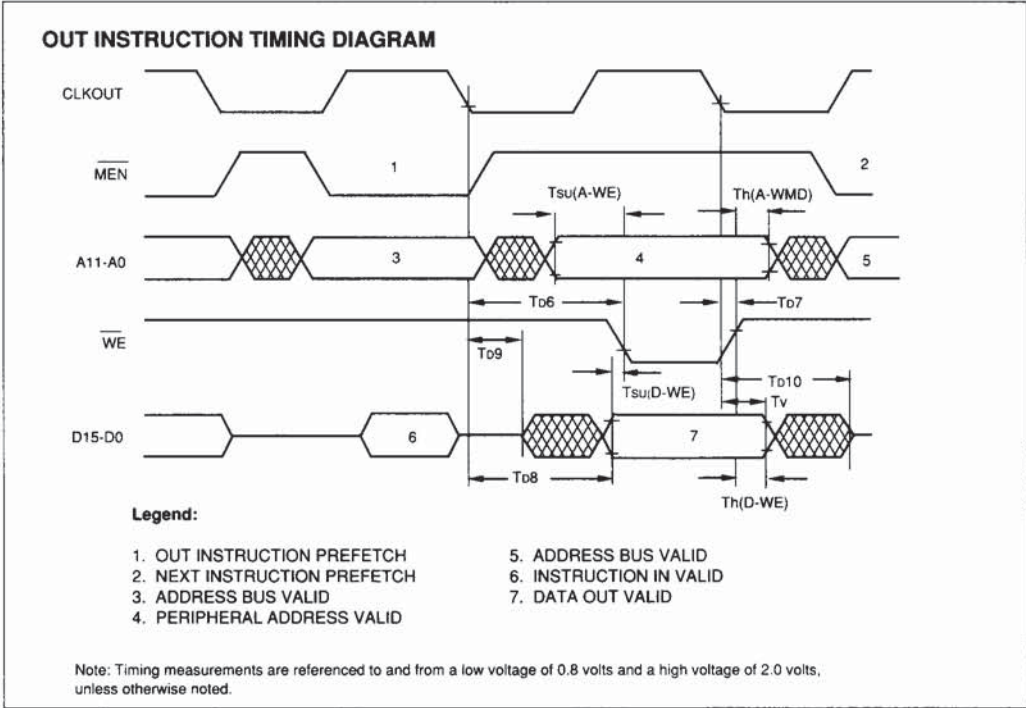 OUT INSTRUCTION TIMING DIAGRAM
CLKOUT
MEN
1
2
TSU(A-WE)
Th(A-WMD)
A11-A0
3
4
5
TD6
TD7
WE
TD9
TSU(D-WE)
TD10
TV
D15-D0
6
7
TD8
Th(D-WE)
Legend:
1. OUT INSTRUCTION PREFETCH
2. NEXT INSTRUCTION PREFETCH
3. ADDRESS BUS VALID
4. PERIPHERAL ADDRESS VALID
5. ADDRESS BUS VALID
6. INSTRUCTION IN VALID
7. DATA OUT VALID
Note: Timing measurements are referenced to and from a low voltage of 0.8 volts and a high voltage of 2.0 volts,
unless otherwise noted.